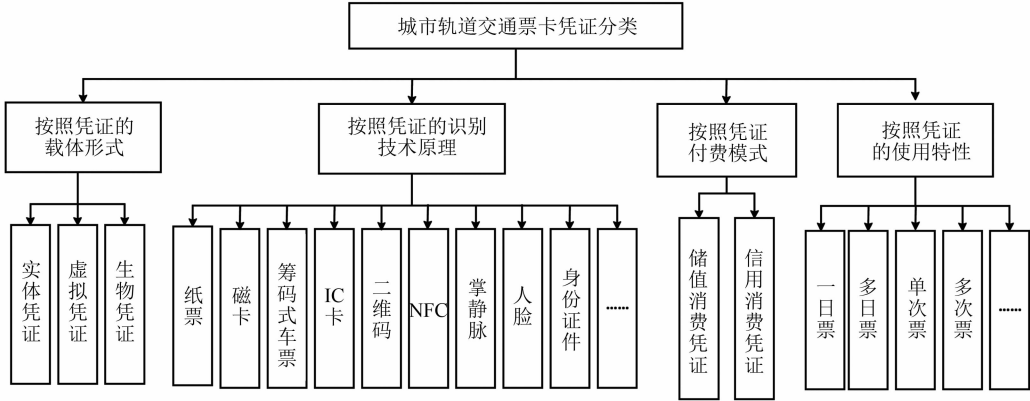 城市轨道交通票卡凭证分类
按照凭证的
载体形式
按照凭证的识别
技术原理
按照凭证
付费模式
按照凭证
的使用特性
实体凭证
虚拟凭证
生物凭证
纸票
磁卡
筹码式车票
IC
卡
二维码
NFC
掌静脉
人脸
身份证件
......
储值消费凭证
信用消费凭证
一日票
多日票
单次票
多次票
......